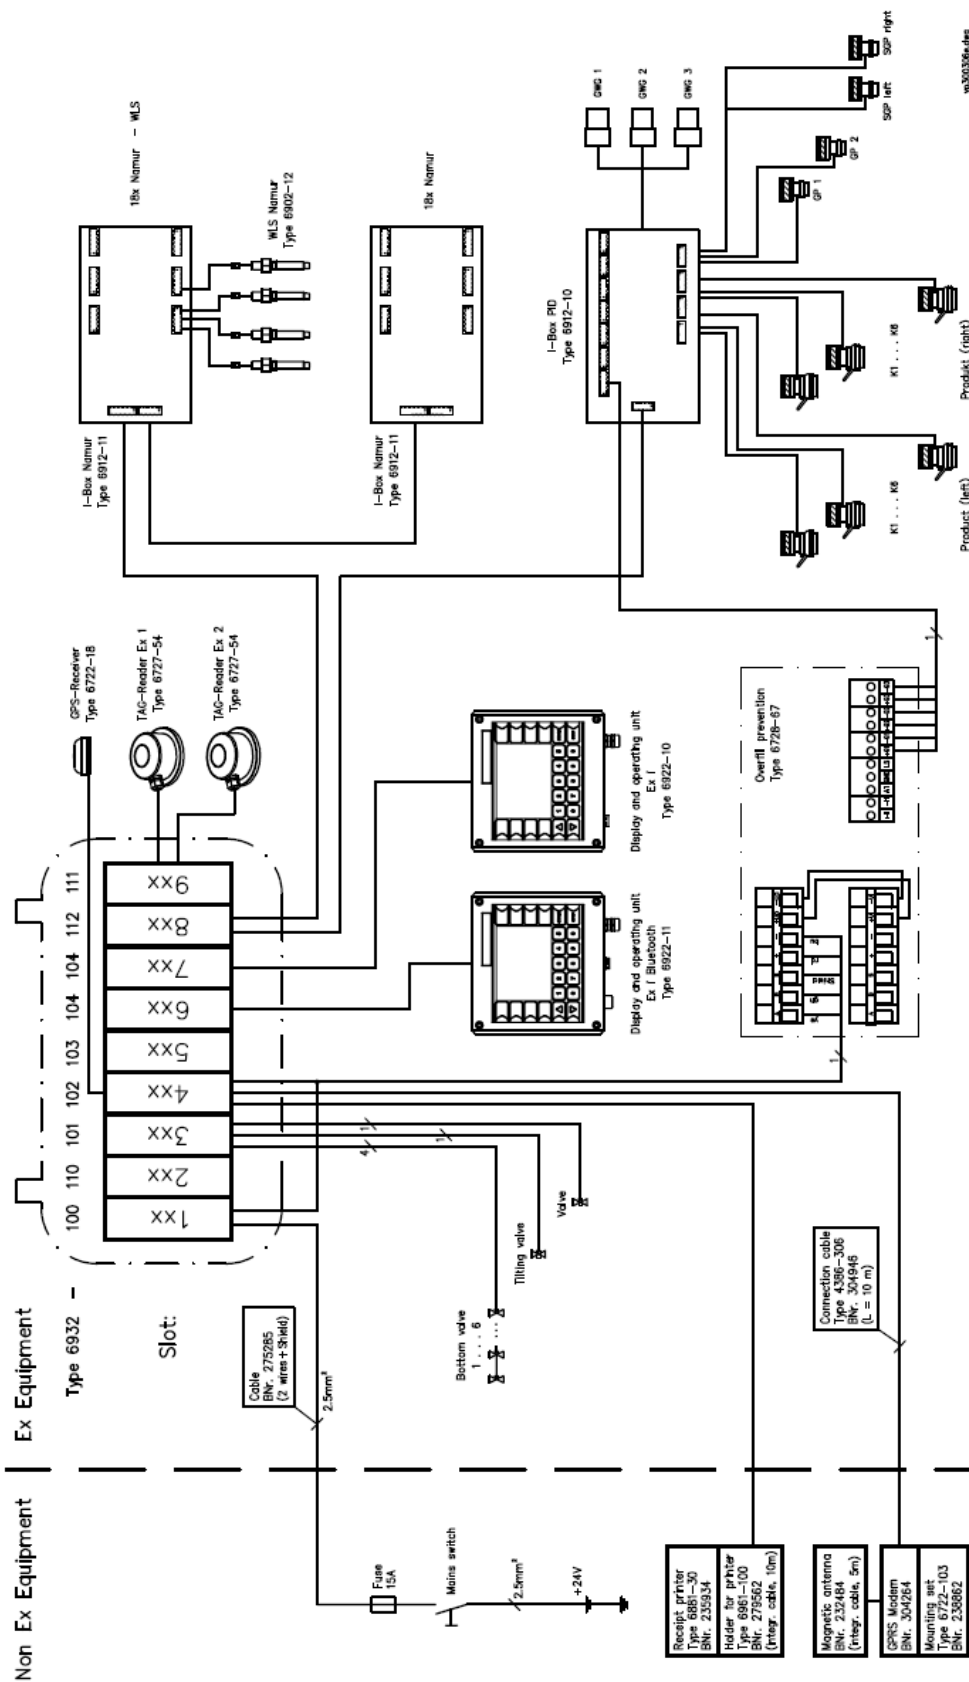 Non Ex Equipment
Ex Equipment
Type 6932 -
Slot:
100
110
101
102
103
104
104
112
111
1xx
2xx
3xx
4xx
5xx
6xx
7xx
8xx
9xx
GPS-Receiver
Type 6722-18
TAG-Reader Ex 1
Type 6727-54
TAG-Reader Ex 2
Type 6727-54
I-Box Namur
Type 6912-11
18x Namur - WLS
WLS Namur
Type 6902-12
I-Box Namur
Type 6912-11
18x Namur
I-Box PID
Type 6912-10
GWG 1
GWG 2
GWG 3
SGP right
SGP left
GP 2
GP 1
K1 . . . K6
Produkt (right)
K1 . . . K6
Product (left)
Display and operating unit
Ex i
Type 6922-10
Display and operating unit
Ex i Bluetooth
Type 6922-11
Overfill prevention
Type 6728-67
Cable
BNr. 275285
(2 wires+Shield)
2.5mm²
Bottom valve
1 . . . 6
Tilting valve
Valve
4
Connection cable
Type 4386-306
BNr. 304946
(L = 10 m)
Fuse
15A
Mains switch
2.5mm²
+24V
Receipt printer
Type 6881-30
BNr. 235934
Holder for printer
Type 6961-100
BNr. 279562
(integr. cable, 10m)
Magnetic antenna
BNr. 232484
(integr. cable, 5m)
GPRS Modem
BNr. 304264
Mounting set
Type 6722-103
BNr. 238862